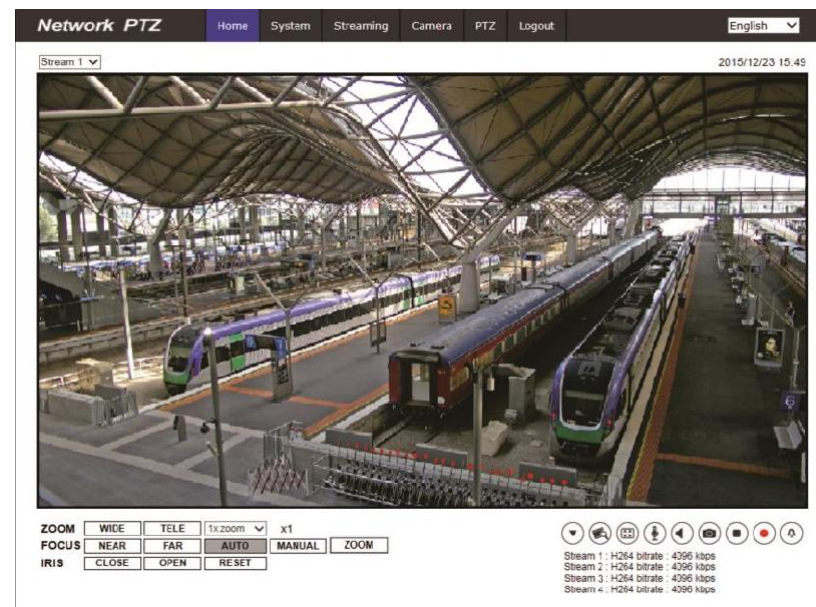 Network PTZ Home System Streaming Camera PTZ Logout English
Stream 1 2015/12/23 15:49
6
ZOOM WIDE TELE 1x zoom x1
FOCUS NEAR FAR AUTO MANUAL ZOOM
IRIS CLOSE OPEN RESET
Stream 1 : H264 bitrate : 4096 kbps
Stream 2 : H264 bitrate : 4096 kbps
Stream 3 : H264 bitrate : 4096 kbps
Stream 4 : H264 bitrate : 4096 kbps